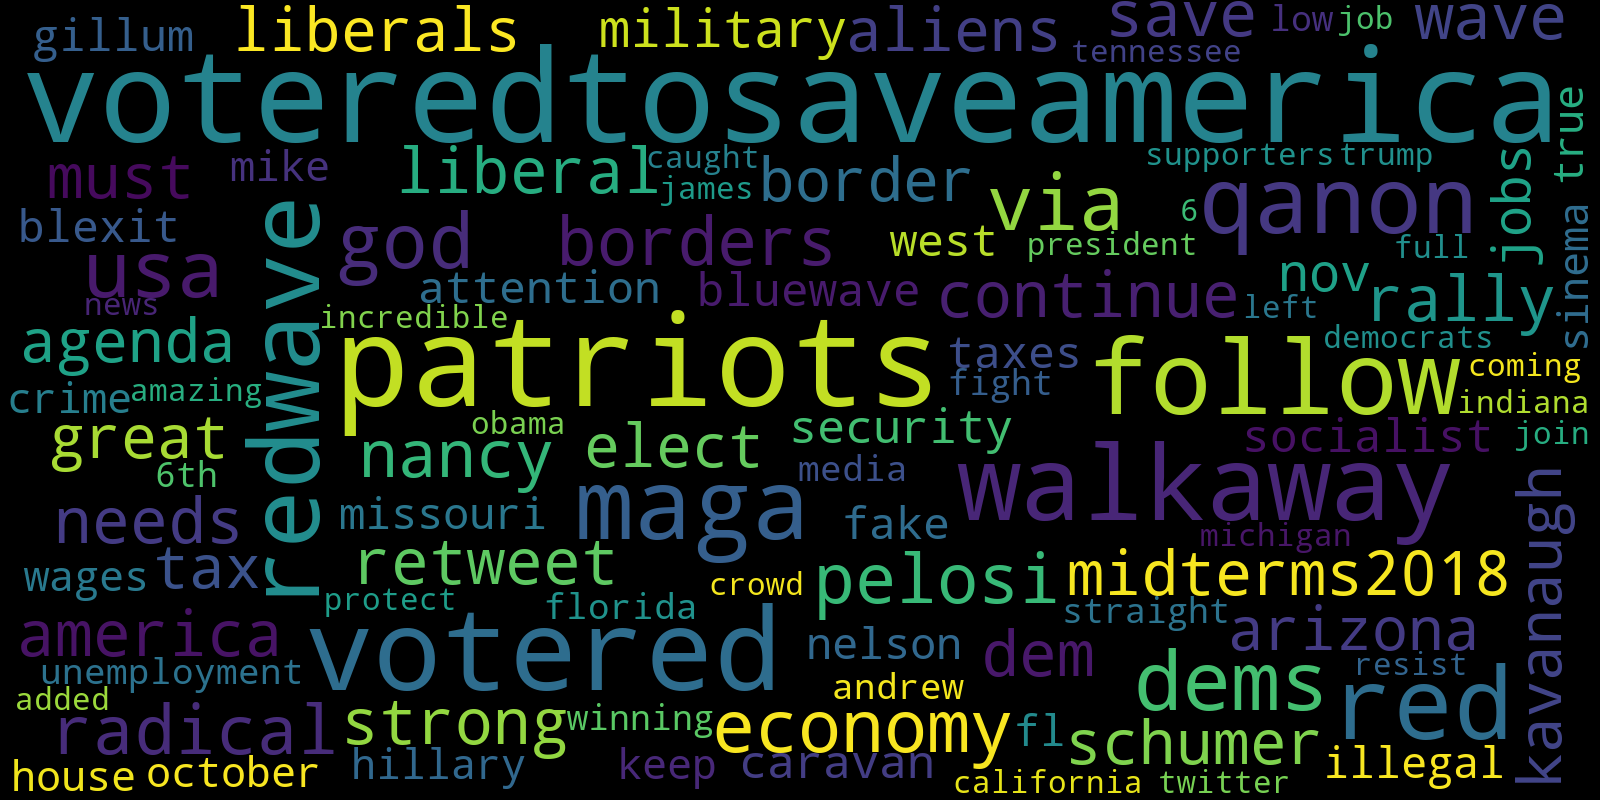 gillum liberals military aliens save low job wave
tennessee
voteredtosaveamerica
true
must mike liberal caught james border via supporters trump
6 qanon jobs
blexit god borders west president full
usa attention bluewave continue nov rally sinema
news incredible left
agenda redwave patriots taxes follow democrats
crime amazing fight coming
great obama security indiana
nancy elect socialist join
6th media walkaway
needs missouri maga fake michigan kavanaugh
wages tax retweet crowd pelosi midterms2018
protect florida straight
america votered nelson dem arizona
unemployment andrew dems resist
added red
radical strong winning economy fl schumer
house october hillary keep caravan illegal
california twitter